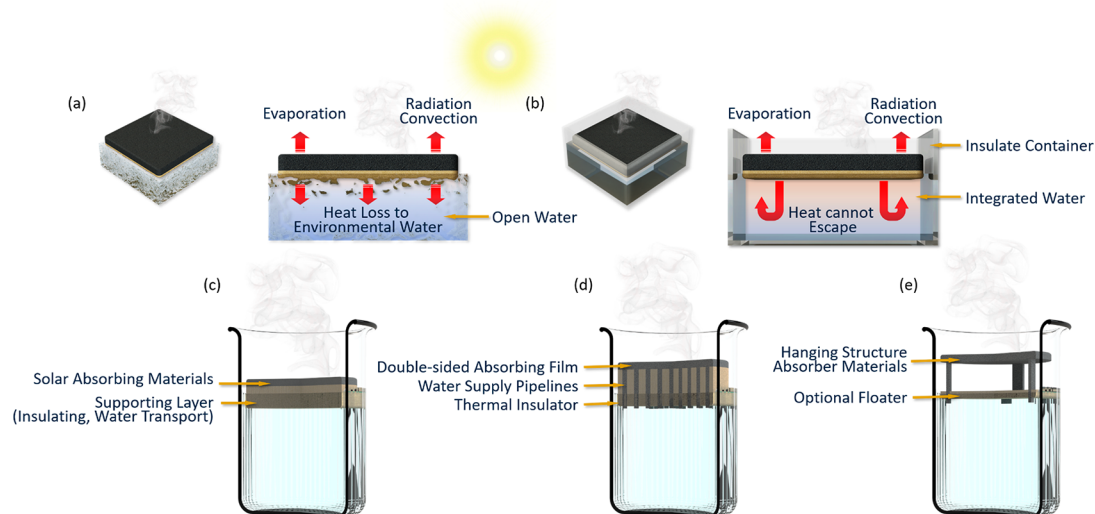 (a)
Evaporation
Radiation
Convection
Heat Loss to
Environmental Water
Open Water
(b)
Evaporation
Radiation
Convection
Insulate Container
Integrated Water
Heat cannot
Escape
(c)
Solar Absorbing Materials
Supporting Layer
(Insulating, Water Transport)
(d)
Double-sided Absorbing Film
Water Supply Pipelines
Thermal Insulator
(e)
Hanging Structure
Absorber Materials
Optional Floater